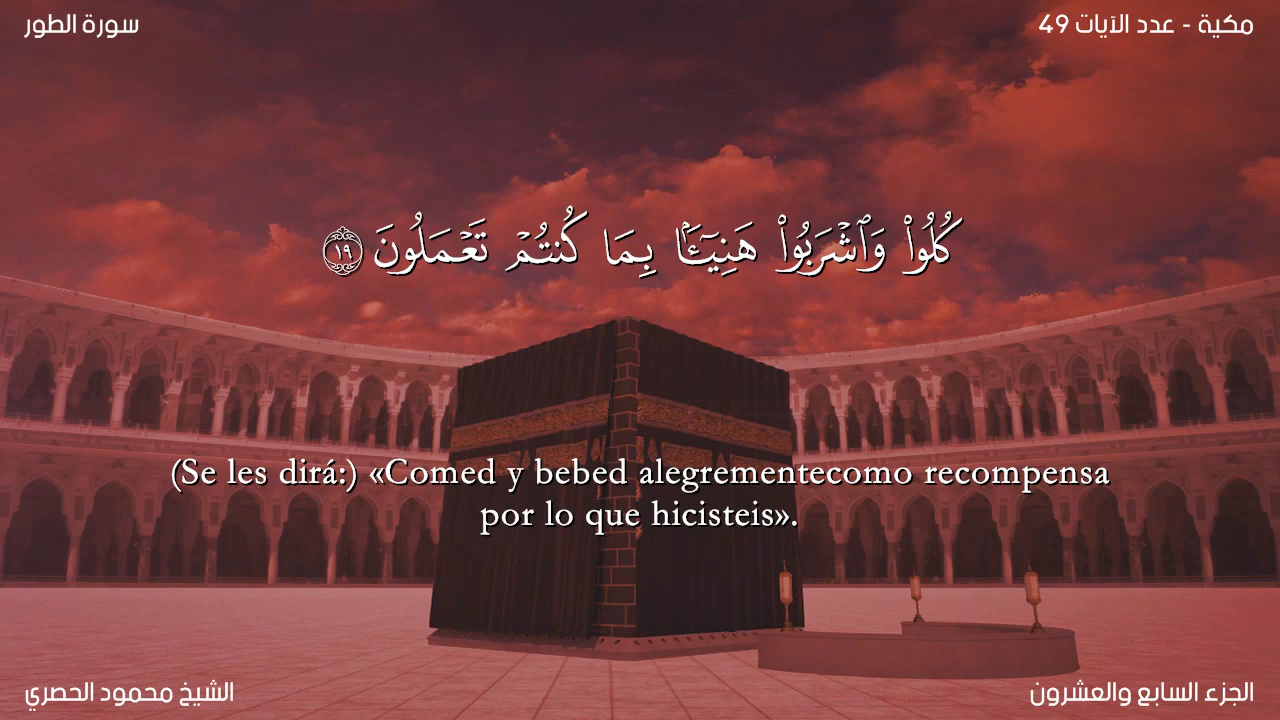 مكية - عدد الآيات 49
سورة الطور
كُلُوا۟ وَٱشْرَبُوا۟ هَنِيٓـًٔۢا بِمَا كُنتُمْ تَعْمَلُونَ ١٩
(Se les dirá:) «Comed y bebed alegrementecomo recompensa
por lo que hicisteis».
الجزء السابع والعشرون
الشيخ محمود الحصري